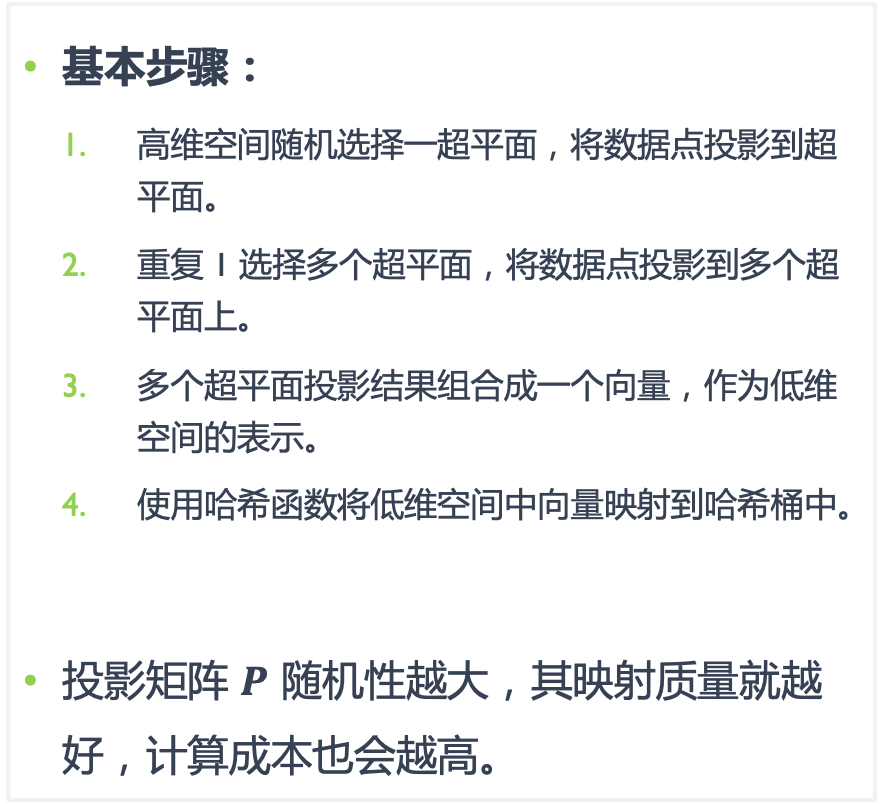 • 基本步骤：
1. 高维空间随机选择一超平面，将数据点投影到超
平面。
2. 重复 1 选择多个超平面，将数据点投影到多个超
平面上。
3. 多个超平面投影结果组合成一个向量，作为低维
空间的表示。
4. 使用哈希函数将低维空间中向量映射到哈希桶中。
• 投影矩阵 P 随机性越大，其映射质量就越
好，计算成本也会越高。